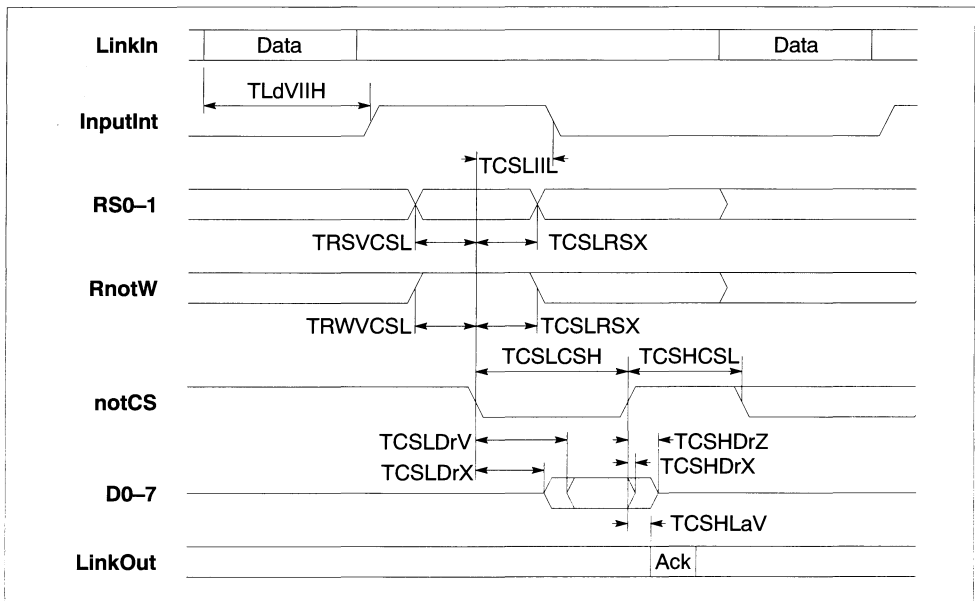 LinkIn Data Data
TLdVIIH
InputInt
TCSLIIL
RS0–1
TRSVCSL TCSLRSX
RnotW
TRWVCSL TCSLRSX
TCSLCSH TCSHCSL
notCS
TCSLDrV TCSHDrZ
TCSLDrX TCSHDrX
D0–7
TCSHLaV
LinkOut Ack